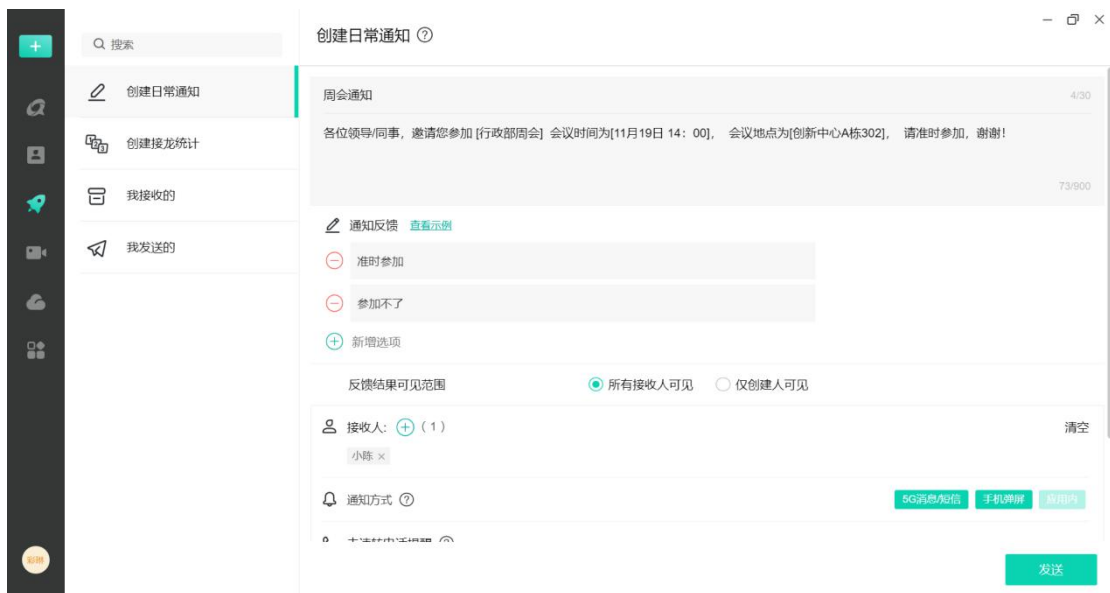 搜索
创建日常通知
创建接龙统计
我接收的
我发送的
彩琳
创建日常通知
周会通知
4/30
各位领导/同事，邀请您参加 [行政部周会] 会议时间为[11月19日 14：00]， 会议地点为[创新中心A栋302]， 请准时参加，谢谢！
73/900
通知反馈 查看示例
准时参加
参加不了
新增选项
反馈结果可见范围 所有接收人可见 仅创建人可见
接收人: （1） 清空
小陈 ×
通知方式 5G消息/短信 手机弹屏 应用内
发送